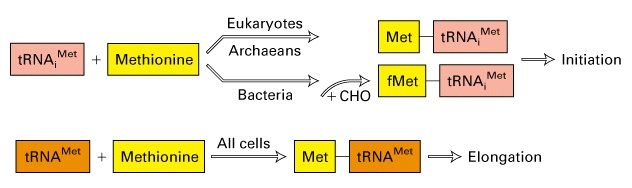 Eukaryotes
Archaeans
tRNAᵢᴹᵉᵗ + Methionine
Met tRNAᵢᴹᵉᵗ
Initiation
Bacteria + CHO
fMet tRNAᵢᴹᵉᵗ
tRNAᴹᵉᵗ + Methionine All cells Met tRNAᴹᵉᵗ Elongation